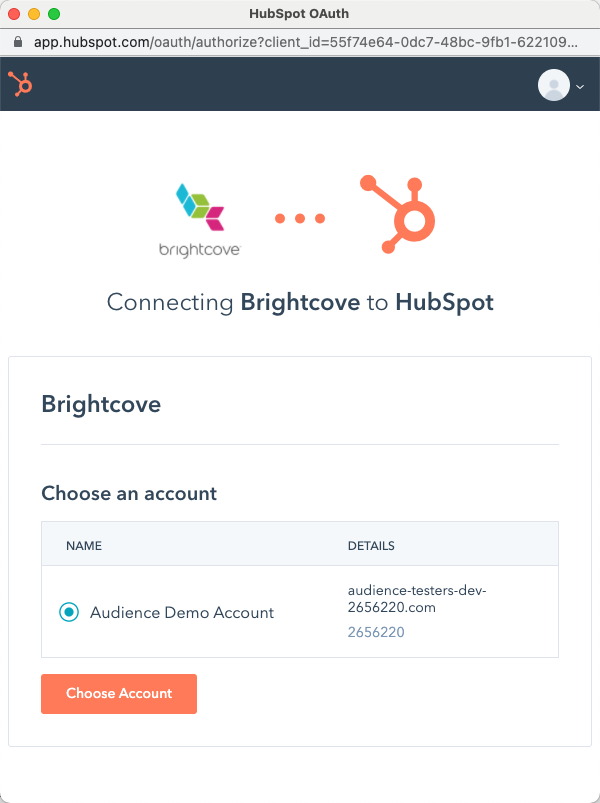 HubSpot OAuth
app.hubspot.com/oauth/authorize?client_id=55f74e64-0dc7-48bc-9fb1-622109...
brightcove
Connecting Brightcove to HubSpot
Brightcove
Choose an account
NAME DETAILS
audience-testers-dev-
2656220.com
Audience Demo Account
2656220
Choose Account